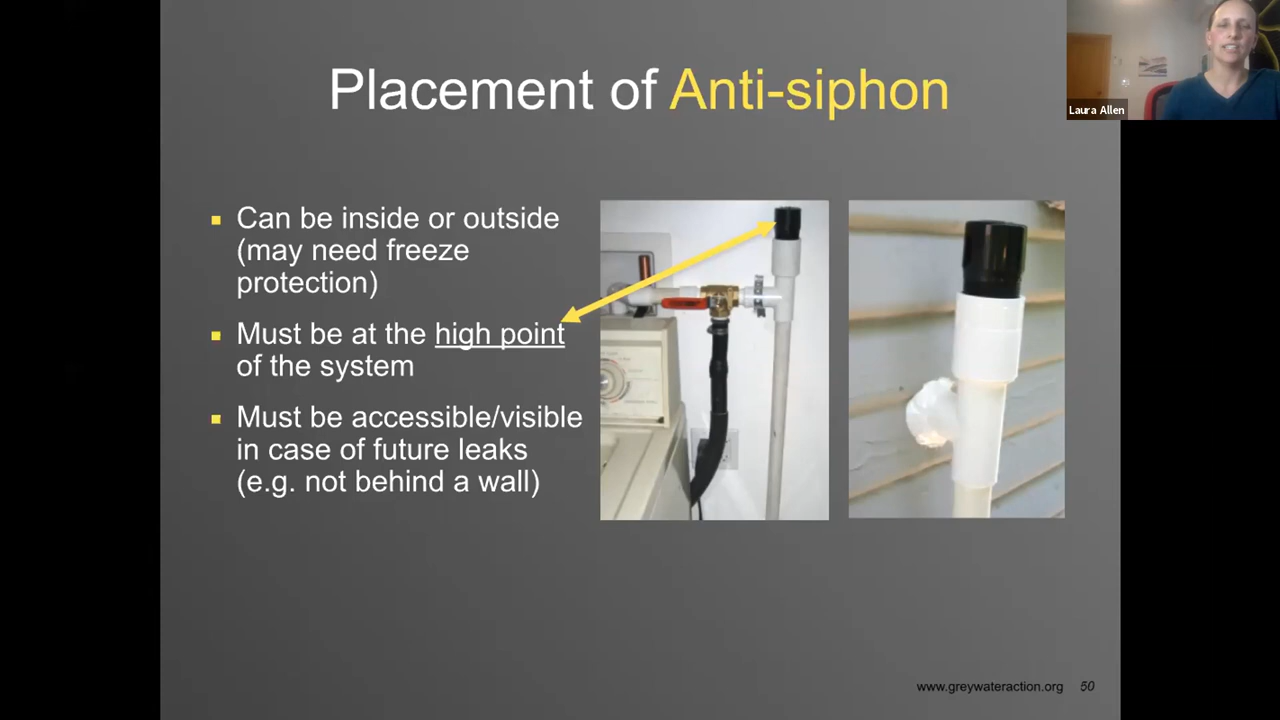 Placement of Anti-siphon
Laura Allen
Can be inside or outside
(may need freeze
protection)
Must be at the high point
of the system
Must be accessible/visible
in case of future leaks
(e.g. not behind a wall)
www.greywateraction.org 50